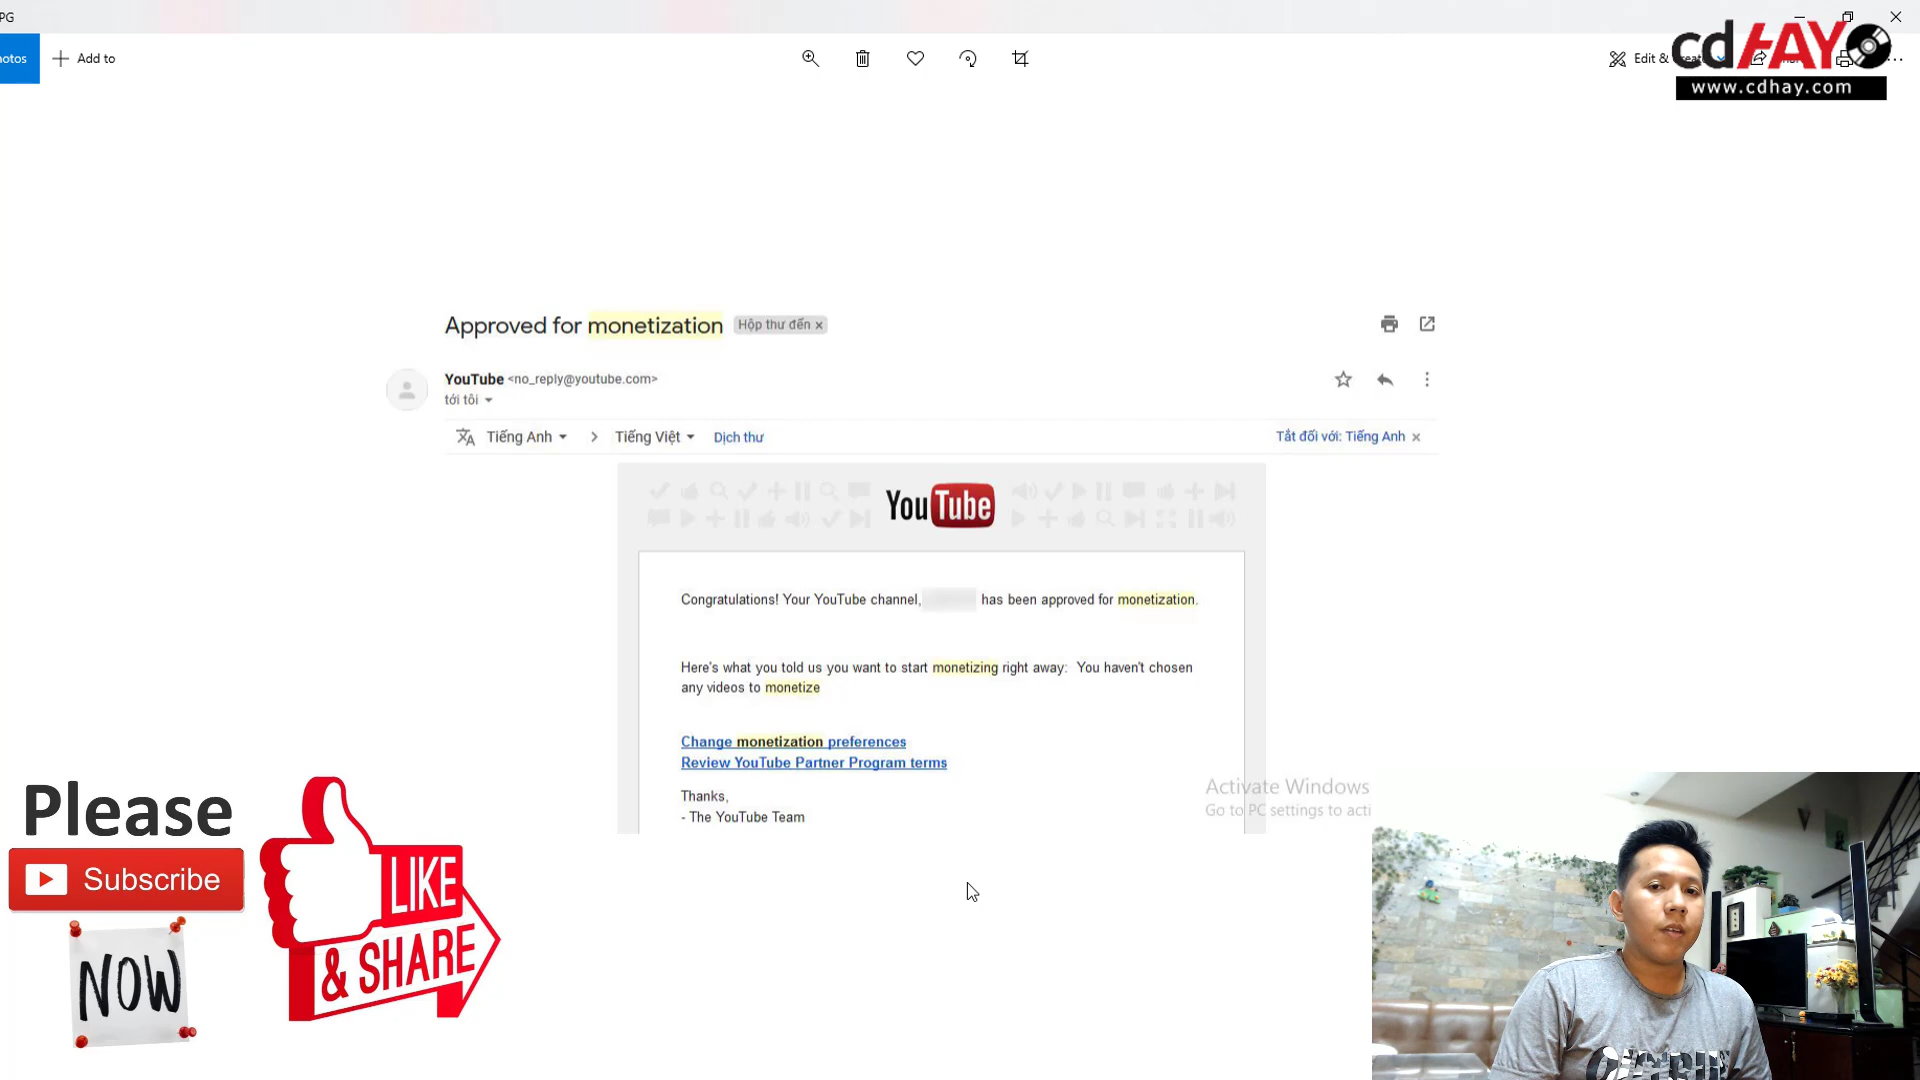 PG
otos
Add to
Edit &
cdHAY
www.cdhay.com
Approved for monetization Hộp thư đến ×
YouTube <no_reply@youtube.com>
tới tôi
Tiếng Anh > Tiếng Việt Dịch thư Tắt đối với: Tiếng Anh ×
YouTube
Congratulations! Your YouTube channel, has been approved for monetization.
Here's what you told us you want to start monetizing right away: You haven't chosen
any videos to monetize
Change monetization preferences
Review YouTube Partner Program terms
Thanks,
- The YouTube Team
Activate Windows
Go to PC settings to acti
Please
Subscribe
NOW
LIKE
& SHARE